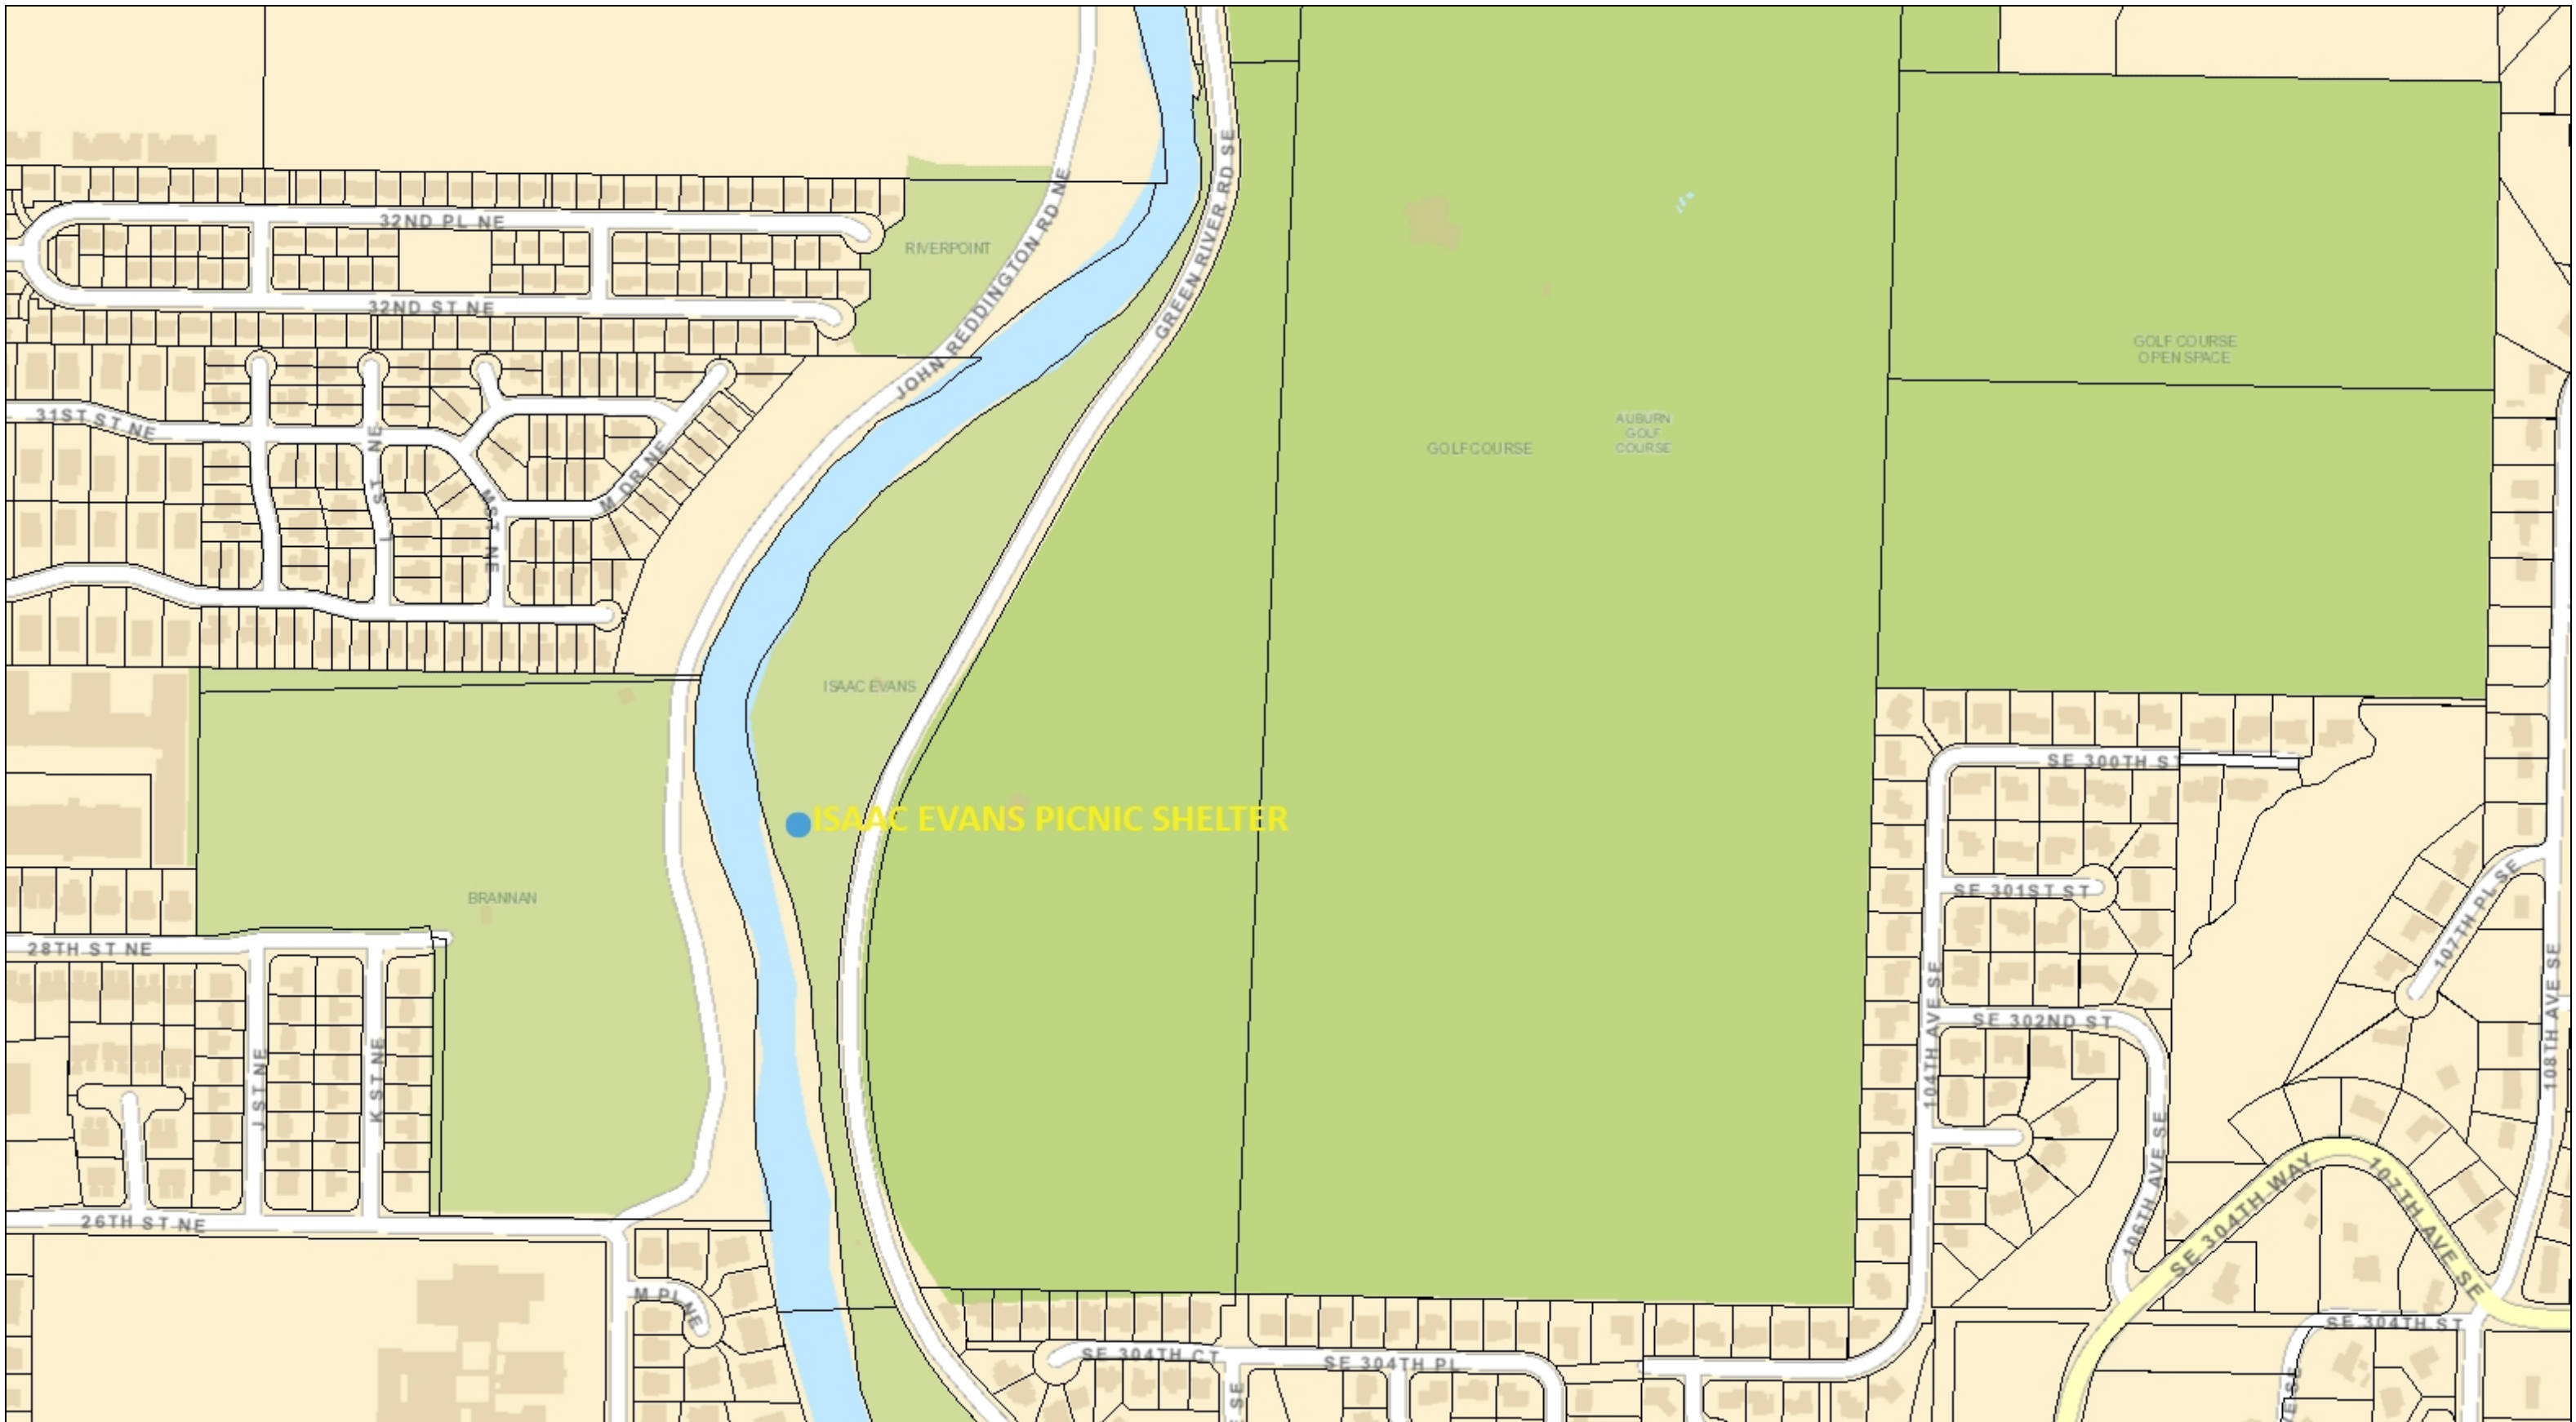 32ND PL NE
RIVERPOINT
JOHN REDDINGTON RD NE
GREEN RIVER RD SE
32ND ST NE
GOLF COURSE
OPEN SPACE
31ST ST NE
L ST NE
M ST NE
M DR NE
GOLFCOURSE
AUBURN
GOLF
COURSE
ISAAC EVANS
SE 300TH ST
ISAAC EVANS PICNIC SHELTER
BRANNAN
SE 301ST ST
107TH PL SE
28TH ST NE
SE 302ND ST
104TH AVE SE
108TH AVE SE
J ST NE
K ST NE
106TH AVE SE
SE 304TH WAY
107TH AVE SE
26TH ST NE
M PL NE
SE 304TH ST
SE 304TH CT
SE 304TH PL